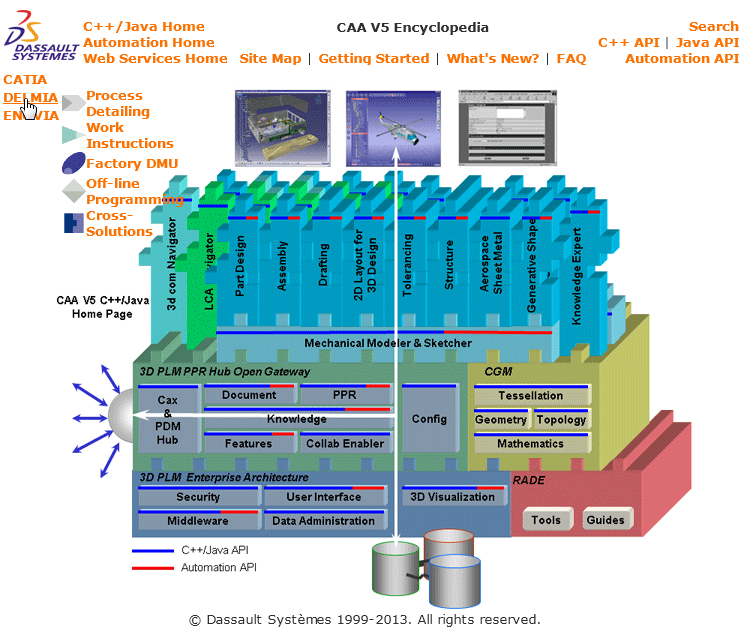 DASSAULT
SYSTEMES
C++/Java Home
Automation Home
Web Services Home
CAA V5 Encyclopedia
Site Map | Getting Started | What's New? | FAQ
Search
C++ API | Java API
Automation API
CATIA
DELMIA
ENOVIA
Process
Detailing
Work
Instructions
Factory DMU
Off-line
Programming
Cross-
Solutions
CAA V5 C++/Java
Home Page
3d com Navigator
LCA Navigator
Part Design
Assembly
Drafting
2D Layout for
3D Design
Tolerancing
Structure
Aerospace
Sheet Metal
Generative Shape
Knowledge Expert
Mechanical Modeler & Sketcher
3D PLM PPR Hub Open Gateway
Cax
&
PDM
Hub
Document
PPR
Knowledge
Features
Collab Enabler
Config
CGM
Tessellation
Geometry
Topology
Mathematics
3D PLM Enterprise Architecture
Security
User Interface
3D Visualization
Middleware
Data Administration
RADE
Tools
Guides
C++/Java API
Automation API
© Dassault Systèmes 1999-2013. All rights reserved.